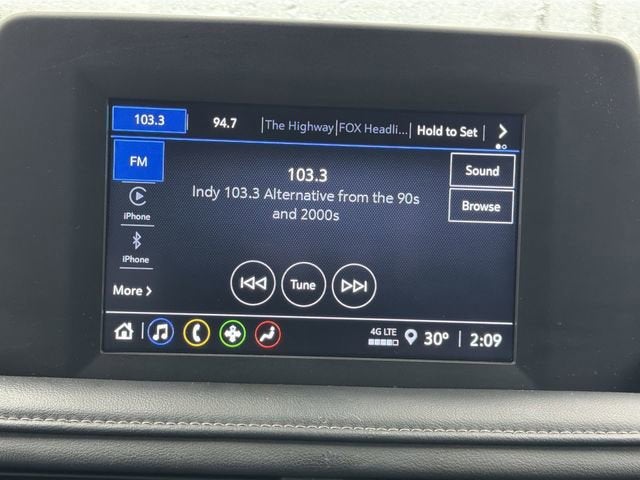 103.3 94.7 The Highway FOX Headli... Hold to Set
FM
103.3
Indy 103.3 Alternative from the 90s
and 2000s
Sound
Browse
iPhone
iPhone
More
Tune
4G LTE
30° 2:09